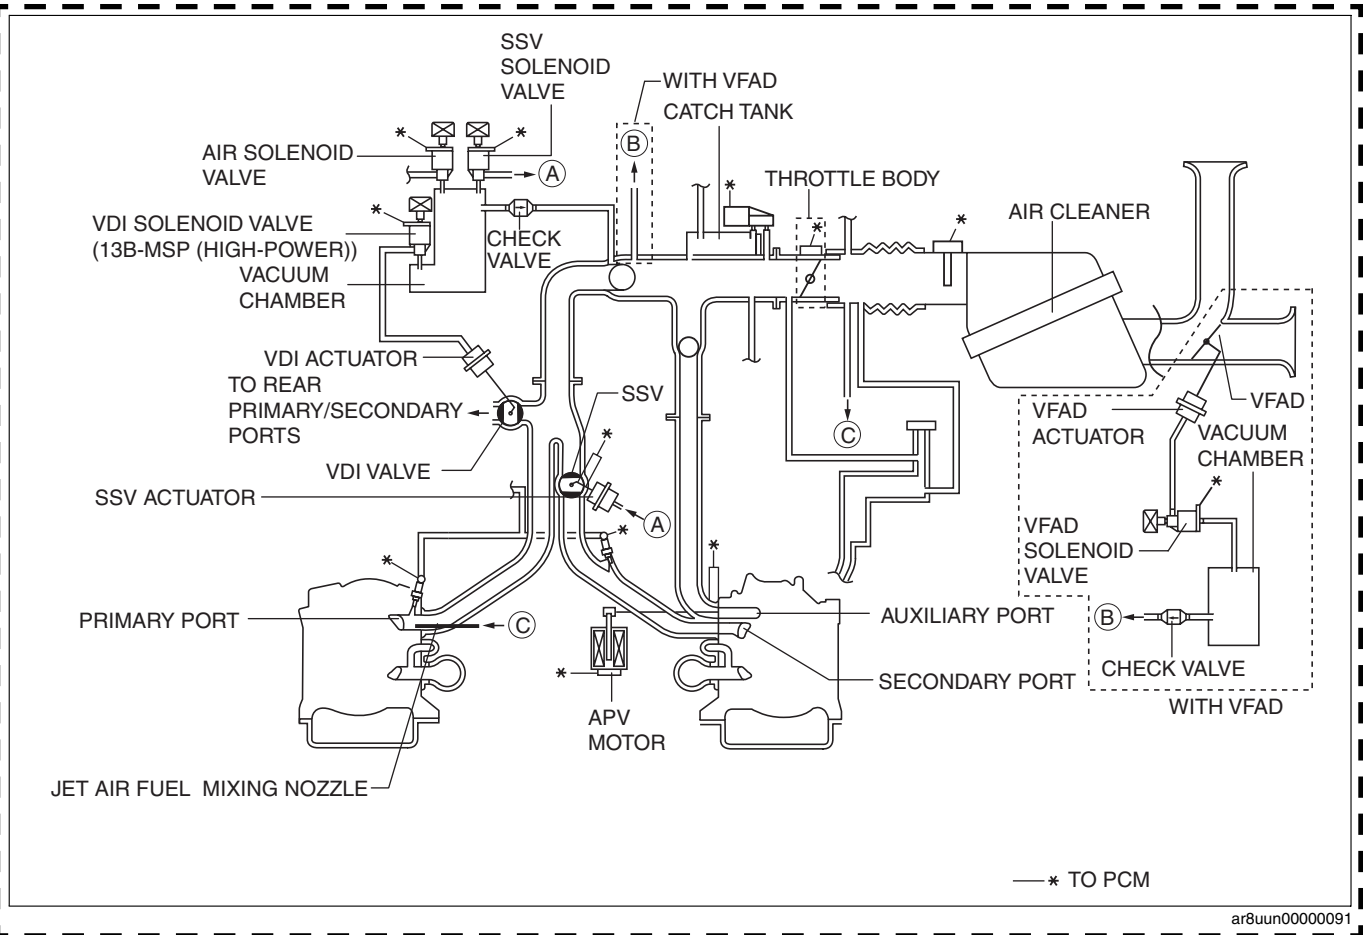 SSV
SOLENOID
VALVE
WITH VFAD
CATCH TANK
B
AIR SOLENOID
VALVE
A
THROTTLE BODY
AIR CLEANER
VDI SOLENOID VALVE
(13B-MSP (HIGH-POWER))
VACUUM
CHAMBER
CHECK
VALVE
VDI ACTUATOR
TO REAR
PRIMARY/SECONDARY
PORTS
SSV
VDI VALVE
SSV ACTUATOR
A
C
VFAD
VFAD
ACTUATOR
VACUUM
CHAMBER
VFAD
SOLENOID
VALVE
PRIMARY PORT
C
AUXILIARY PORT
B
CHECK VALVE
SECONDARY PORT
WITH VFAD
APV
MOTOR
JET AIR FUEL  MIXING NOZZLE
* TO PCM
ar8uun00000091